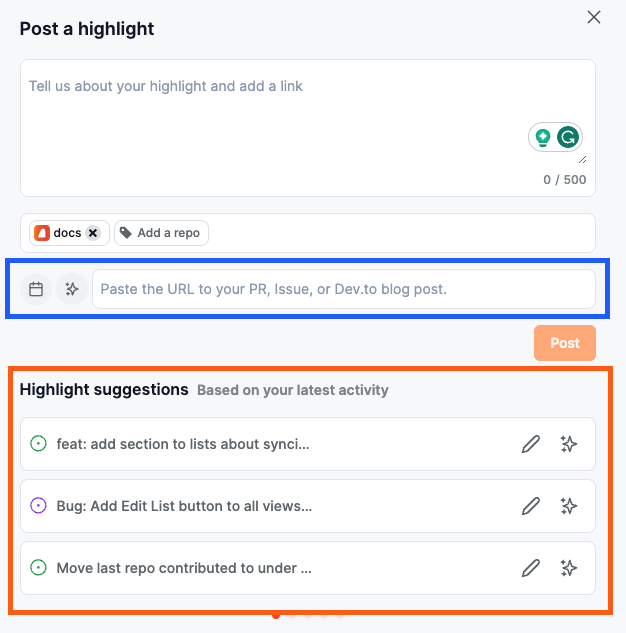 Post a highlight
Tell us about your highlight and add a link
0 / 500
docs
Add a repo
Paste the URL to your PR, Issue, or Dev.to blog post.
Post
Highlight suggestions Based on your latest activity
feat: add section to lists about synci...
Bug: Add Edit List button to all views...
Move last repo contributed to under ...